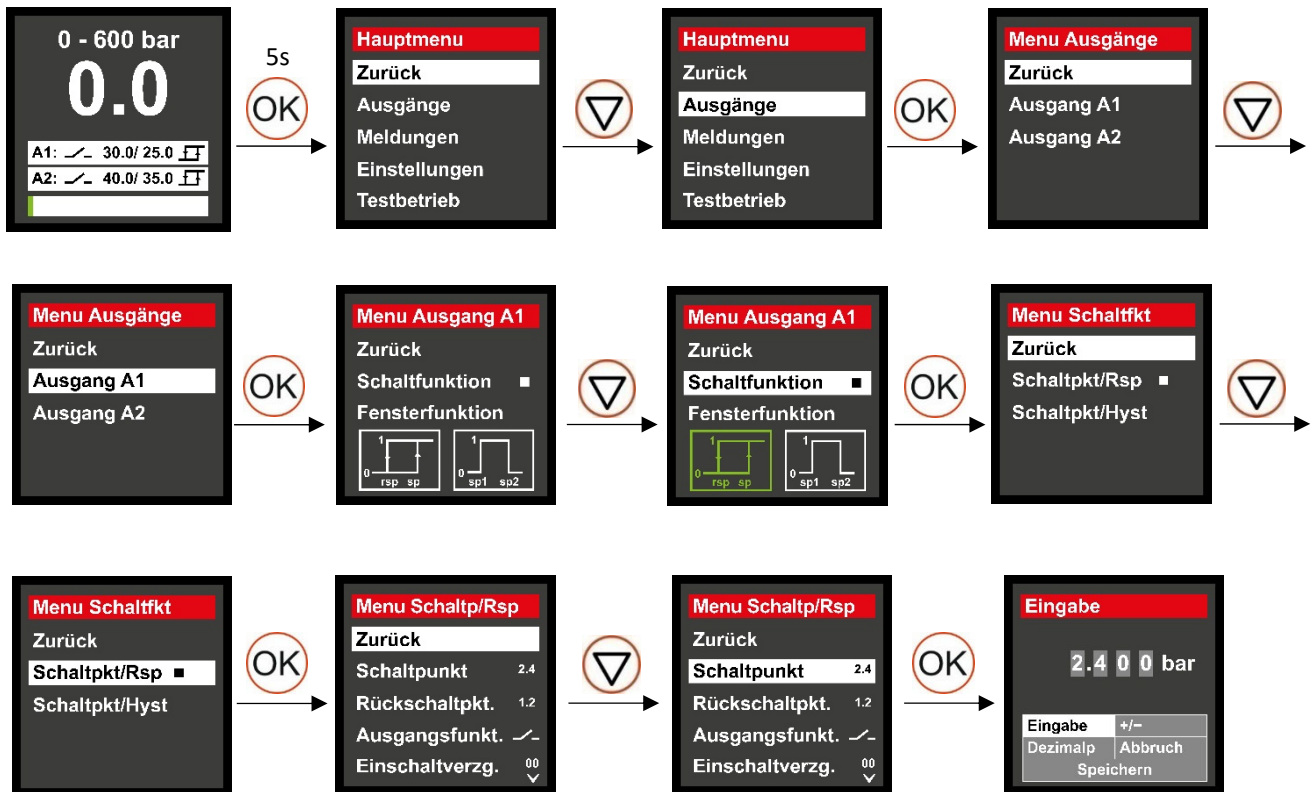 0 - 600 bar
0.0
A1: 30.0/ 25.0
A2: 40.0/ 35.0
5s
OK
Hauptmenu
Zurück
Ausgänge
Meldungen
Einstellungen
Testbetrieb
Hauptmenu
Zurück
Ausgänge
Meldungen
Einstellungen
Testbetrieb
OK
Menu Ausgänge
Zurück
Ausgang A1
Ausgang A2
Menu Ausgänge
Zurück
Ausgang A1
Ausgang A2
OK
Menu Ausgang A1
Zurück
Schaltfunktion
Fensterfunktion
1
0
rsp sp
1
0
sp1 sp2
Menu Ausgang A1
Zurück
Schaltfunktion
Fensterfunktion
1
0
rsp sp
1
0
sp1 sp2
OK
Menu Schaltfkt
Zurück
Schaltpkt/Rsp
Schaltpkt/Hyst
Menu Schaltfkt
Zurück
Schaltpkt/Rsp
Schaltpkt/Hyst
OK
Menu Schaltp/Rsp
Zurück
Schaltpunkt 2.4
Rückschaltpkt. 1.2
Ausgangsfunkt.
Einschaltverzg. 00
Menu Schaltp/Rsp
Zurück
Schaltpunkt 2.4
Rückschaltpkt. 1.2
Ausgangsfunkt.
Einschaltverzg. 00
OK
Eingabe
2.400 bar
Eingabe +/−
Dezimalp Abbruch
Speichern